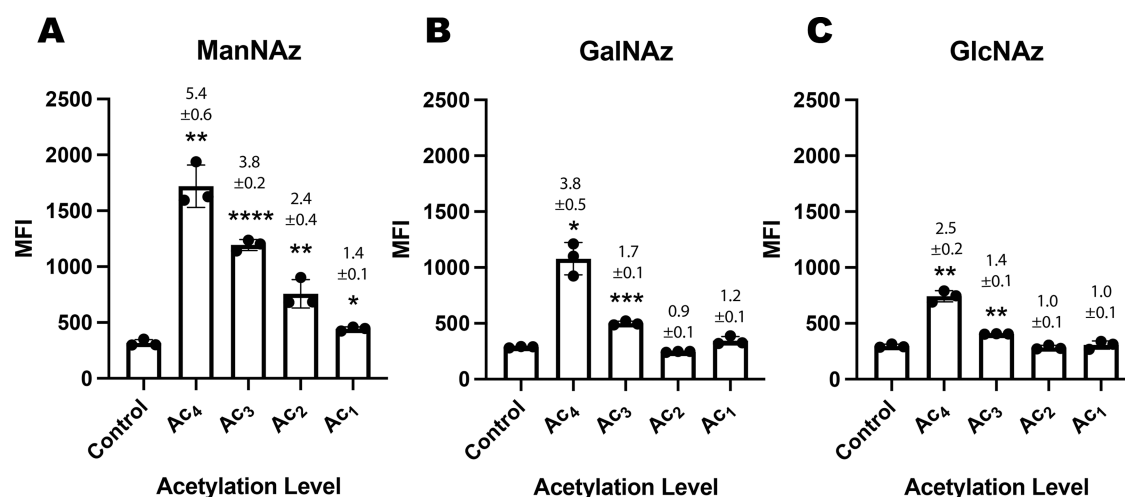 A
ManNAz
MFI
2500
2000
1500
1000
500
0
5.4
±0.6
**
3.8
±0.2
****
2.4
±0.4
**
1.4
±0.1
*
Control
Ac4
Ac3
Ac2
Ac1
Acetylation Level
B
GalNAz
MFI
2500
2000
1500
1000
500
0
3.8
±0.5
*
1.7
±0.1
***
0.9
±0.1
1.2
±0.1
Control
Ac4
Ac3
Ac2
Ac1
Acetylation Level
C
GlcNAz
MFI
2500
2000
1500
1000
500
0
2.5
±0.2
**
1.4
±0.1
**
1.0
±0.1
1.0
±0.1
Control
Ac4
Ac3
Ac2
Ac1
Acetylation Level